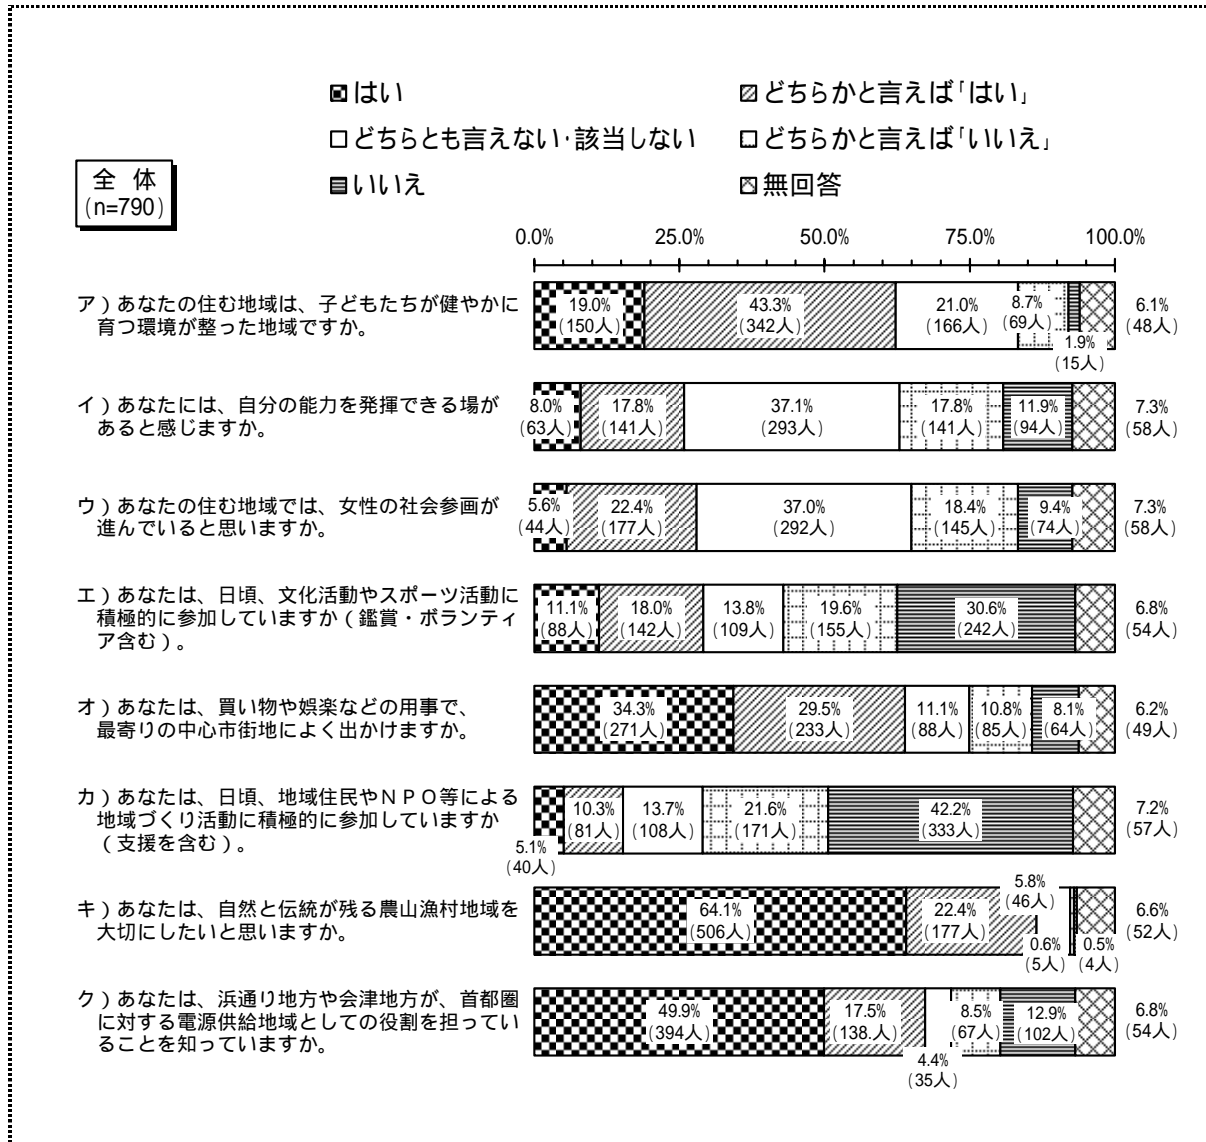 はい
どちらかと言えば「はい」
どちらとも言えない・該当しない
どちらかと言えば「いいえ」
いいえ
無回答
全 体
(n=790)
0.0% 25.0% 50.0% 75.0% 100.0%
ア）あなたの住む地域は、子どもたちが健やかに
育つ環境が整った地域ですか。
19.0% 43.3% 21.0% 8.7% 6.1%
(150人) (342人) (166人) (69人) (48人)
1.9%
(15人)
イ）あなたには、自分の能力を発揮できる場が
あると感じますか。
8.0% 17.8% 37.1% 17.8% 11.9% 7.3%
(63人) (141人) (293人) (141人) (94人) (58人)
ウ）あなたの住む地域では、女性の社会参画が
進んでいると思いますか。
5.6% 22.4% 37.0% 18.4% 9.4% 7.3%
(44人) (177人) (292人) (145人) (74人) (58人)
エ）あなたは、日頃、文化活動やスポーツ活動に
積極的に参加していますか（鑑賞・ボランティ
ア含む）。
11.1% 18.0% 13.8% 19.6% 30.6% 6.8%
(88人) (142人) (109人) (155人) (242人) (54人)
オ）あなたは、買い物や娯楽などの用事で、
最寄りの中心市街地によく出かけますか。
34.3% 29.5% 11.1% 10.8% 8.1% 6.2%
(271人) (233人) (88人) (85人) (64人) (49人)
カ）あなたは、日頃、地域住民やＮＰＯ等による
地域づくり活動に積極的に参加していますか
（支援を含む）。
10.3% 13.7% 21.6% 42.2% 7.2%
(81人) (108人) (171人) (333人) (57人)
5.1%
(40人)
キ）あなたは、自然と伝統が残る農山漁村地域を
大切にしたいと思いますか。
5.8%
(46人)
64.1% 22.4% 6.6%
(506人) (177人) (52人)
0.6% 0.5%
(5人) (4人)
ク）あなたは、浜通り地方や会津地方が、首都圏
に対する電源供給地域としての役割を担ってい
ることを知っていますか。
49.9% 17.5% 8.5% 12.9% 6.8%
(394人) (138.人) (67人) (102人) (54人)
4.4%
(35人)